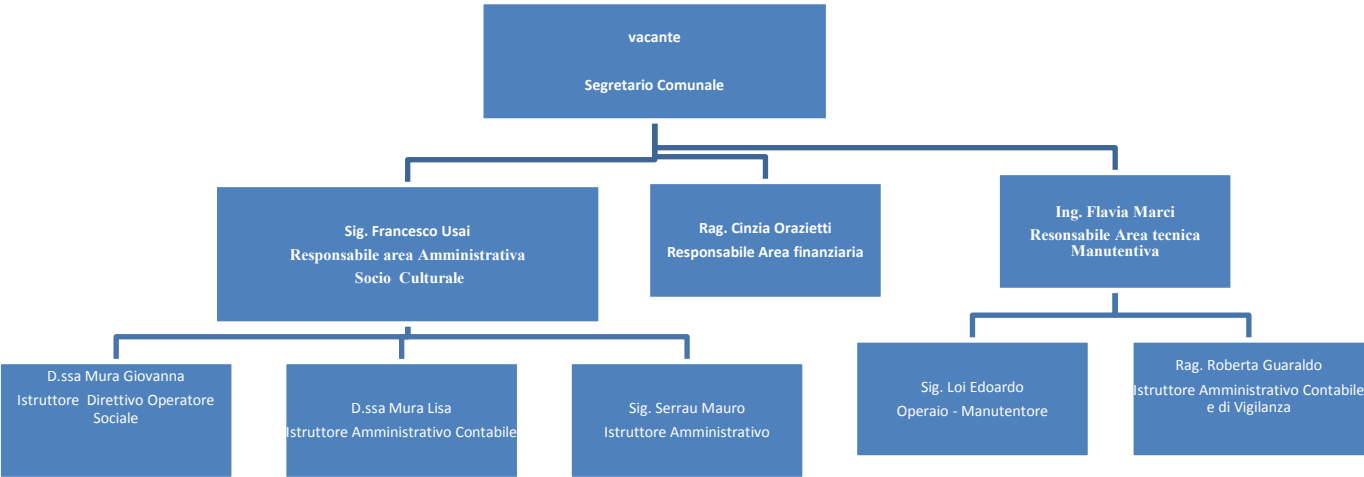 vacante
Segretario Comunale
Sig. Francesco Usai
Responsabile area Amministrativa
Socio Culturale
Rag. Cinzia Orazietti
Responsabile Area finanziaria
Ing. Flavia Marci
Resonsabile Area tecnica
Manutentiva
D.ssa Mura Giovanna
Istruttore Direttivo Operatore
Sociale
D.ssa Mura Lisa
Istruttore Amministrativo Contabile
Sig. Serrau Mauro
Istruttore Amministrativo
Sig. Loi Edoardo
Operaio - Manutentore
Rag. Roberta Guaraldo
Istruttore Amministrativo Contabile
e di Vigilanza